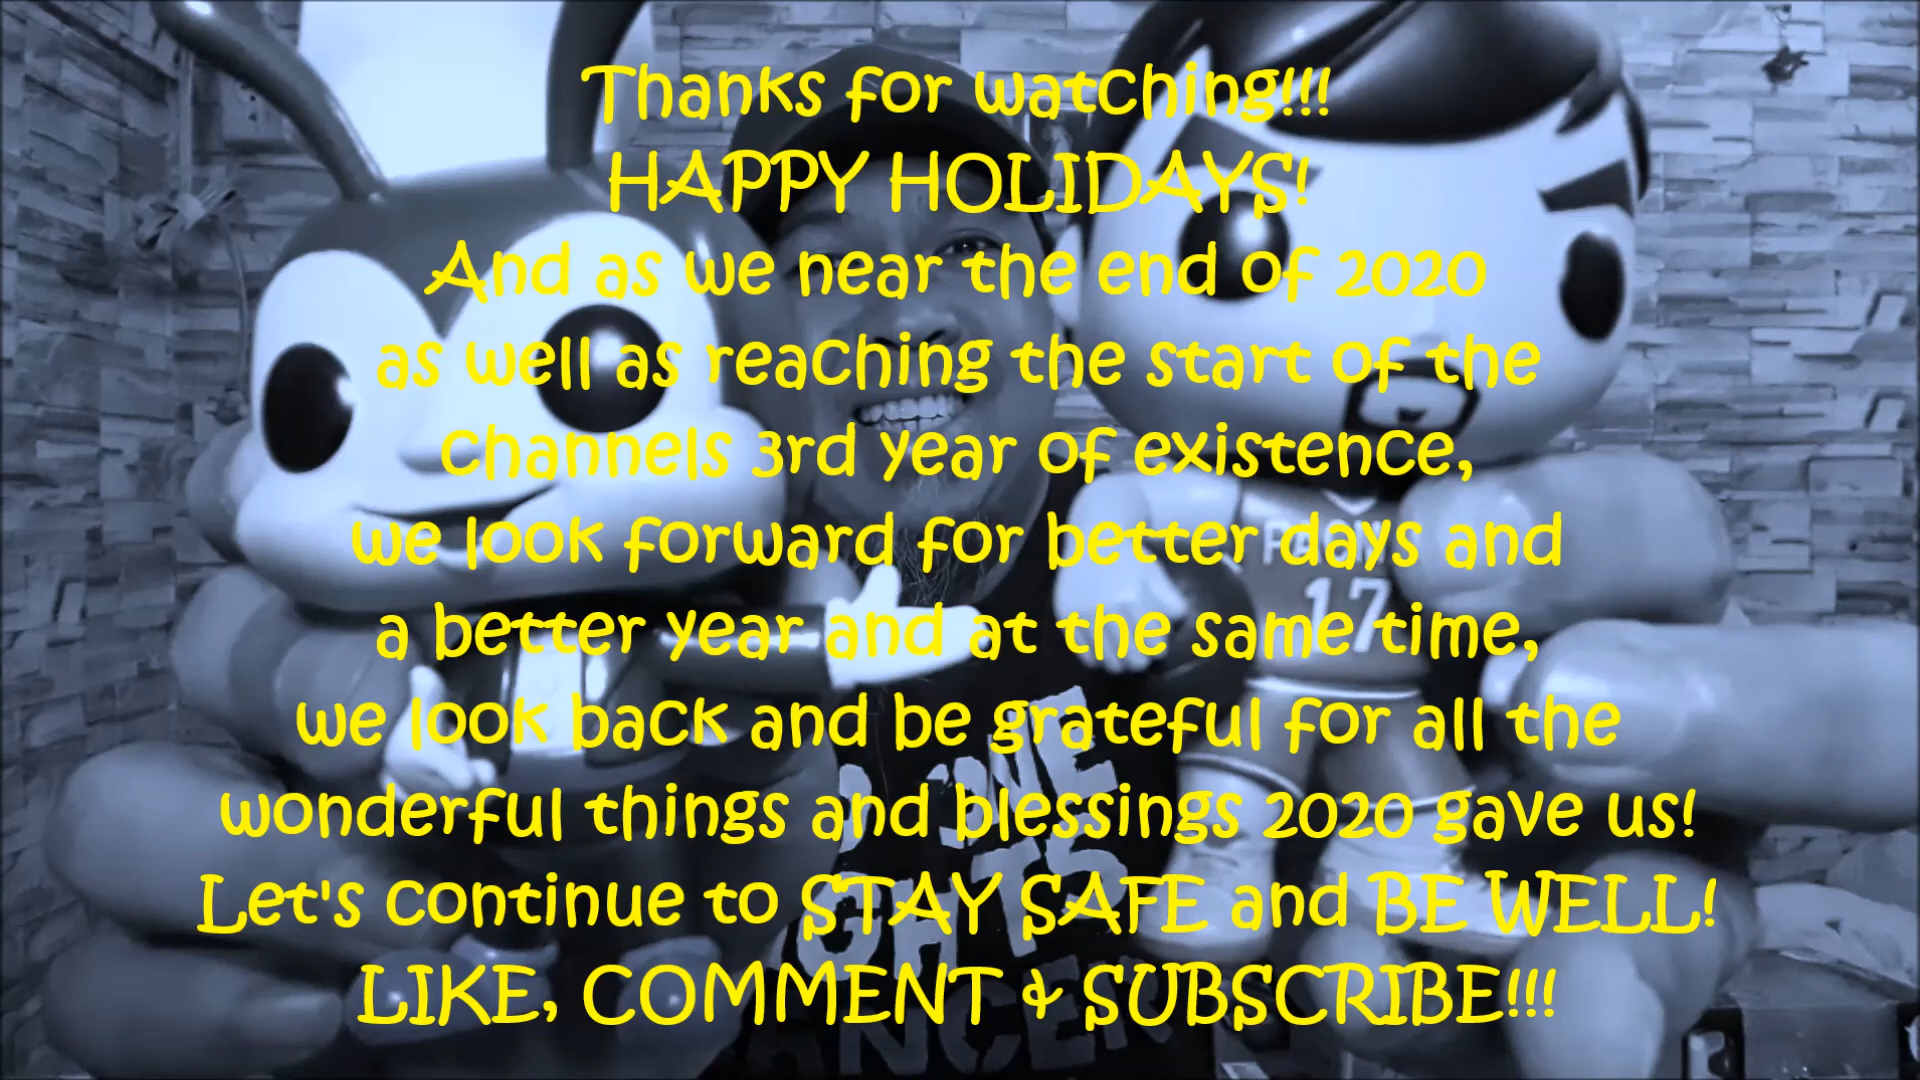 Thanks for watching!!!
HAPPY HOLIDAYS!
And as we near the end of 2020
as well as reaching the start of the
channels 3rd year of existence,
we look forward for better days and
a better year and at the same time,
we look back and be grateful for all the
wonderful things and blessings 2020 gave us!
Let's continue to STAY SAFE and BE WELL!
LIKE, COMMENT & SUBSCRIBE!!!
17